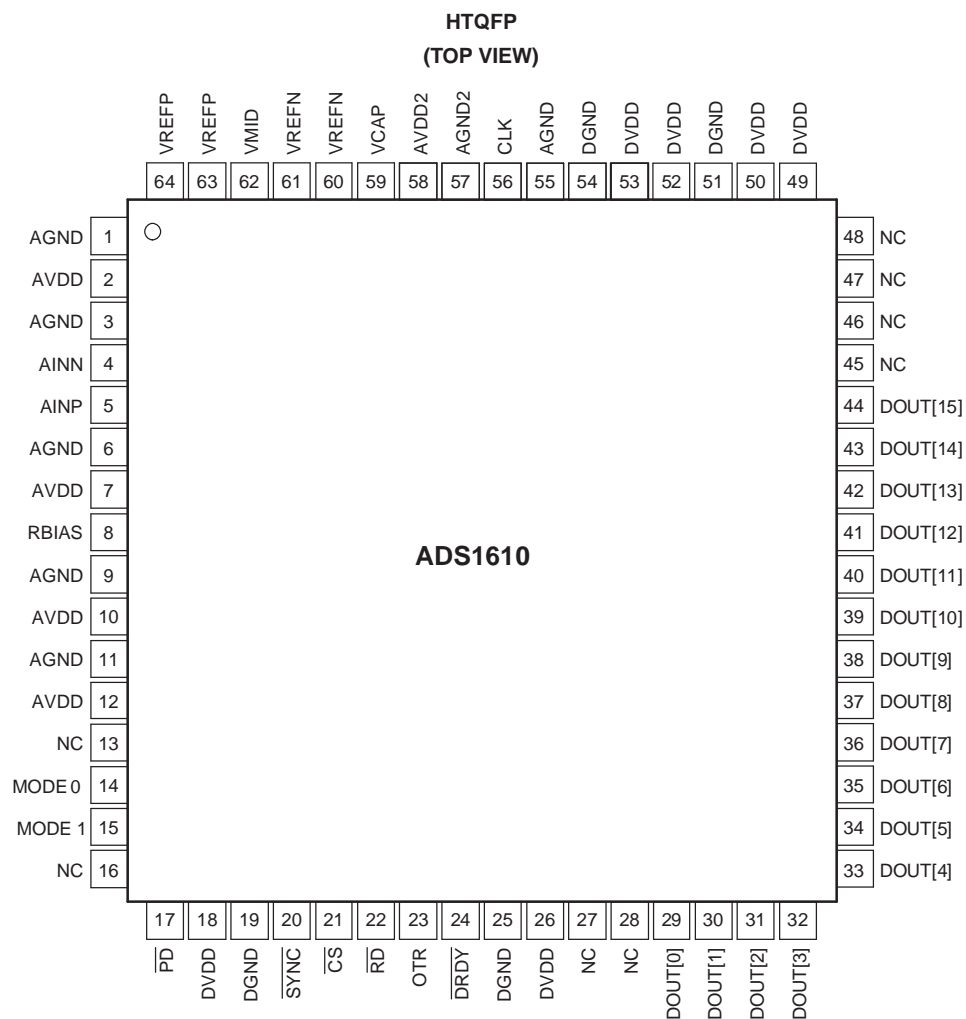 HTQFP
(TOP VIEW)
VREFP VREFP VMID VREFN VREFN VCAP AVDD2 AGND2 CLK AGND DGND DVDD DVDD DGND DVDD DVDD
64 63 62 61 60 59 58 57 56 55 54 53 52 51 50 49
AGND 1 48 NC
AVDD 2 47 NC
AGND 3 46 NC
AINN 4 45 NC
AINP 5 44 DOUT[15]
AGND 6 43 DOUT[14]
AVDD 7 42 DOUT[13]
RBIAS 8 41 DOUT[12]
ADS1610
AGND 9 40 DOUT[11]
AVDD 10 39 DOUT[10]
AGND 11 38 DOUT[9]
AVDD 12 37 DOUT[8]
NC 13 36 DOUT[7]
MODE 0 14 35 DOUT[6]
MODE 1 15 34 DOUT[5]
NC 16 33 DOUT[4]
17 18 19 20 21 22 23 24 25 26 27 28 29 30 31 32
PD DVDD DGND SYNC CS RD OTR DRDY DGND DVDD NC NC DOUT[0] DOUT[1] DOUT[2] DOUT[3]